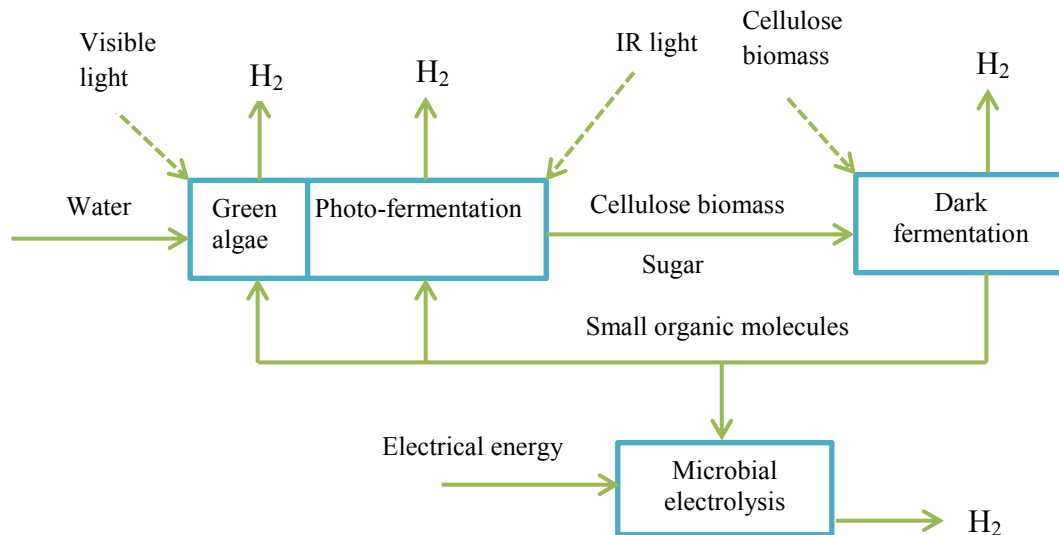 Visible
light
H₂
H₂
IR light
Cellulose
biomass
H₂
Water
Green
algae
Photo-fermentation
Cellulose biomass
Sugar
Dark
fermentation
Small organic molecules
Electrical energy
Microbial
electrolysis
H₂